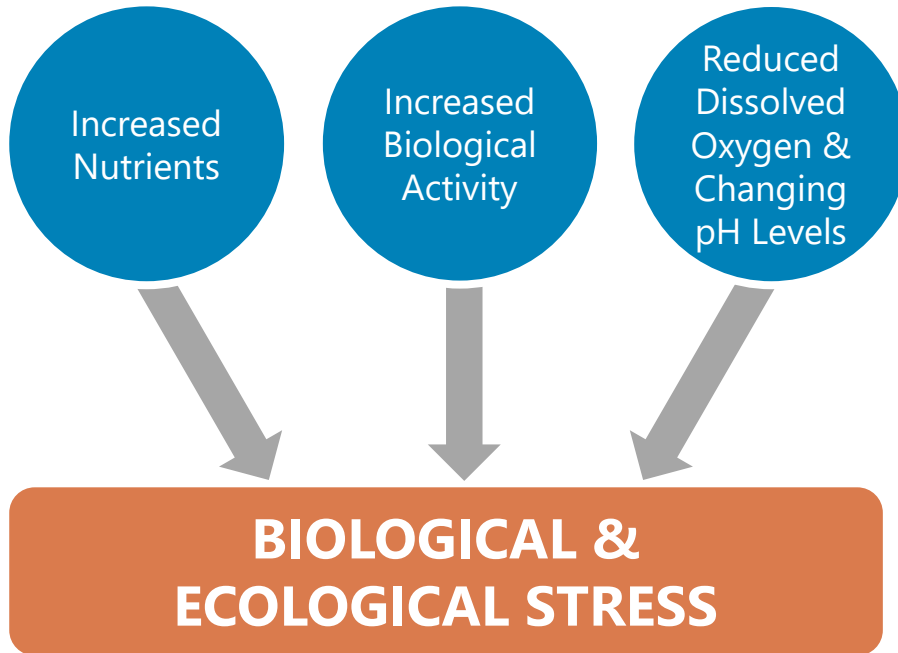 Increased
Nutrients
Increased
Biological
Activity
Reduced
Dissolved
Oxygen &
Changing
pH Levels
BIOLOGICAL &
ECOLOGICAL STRESS